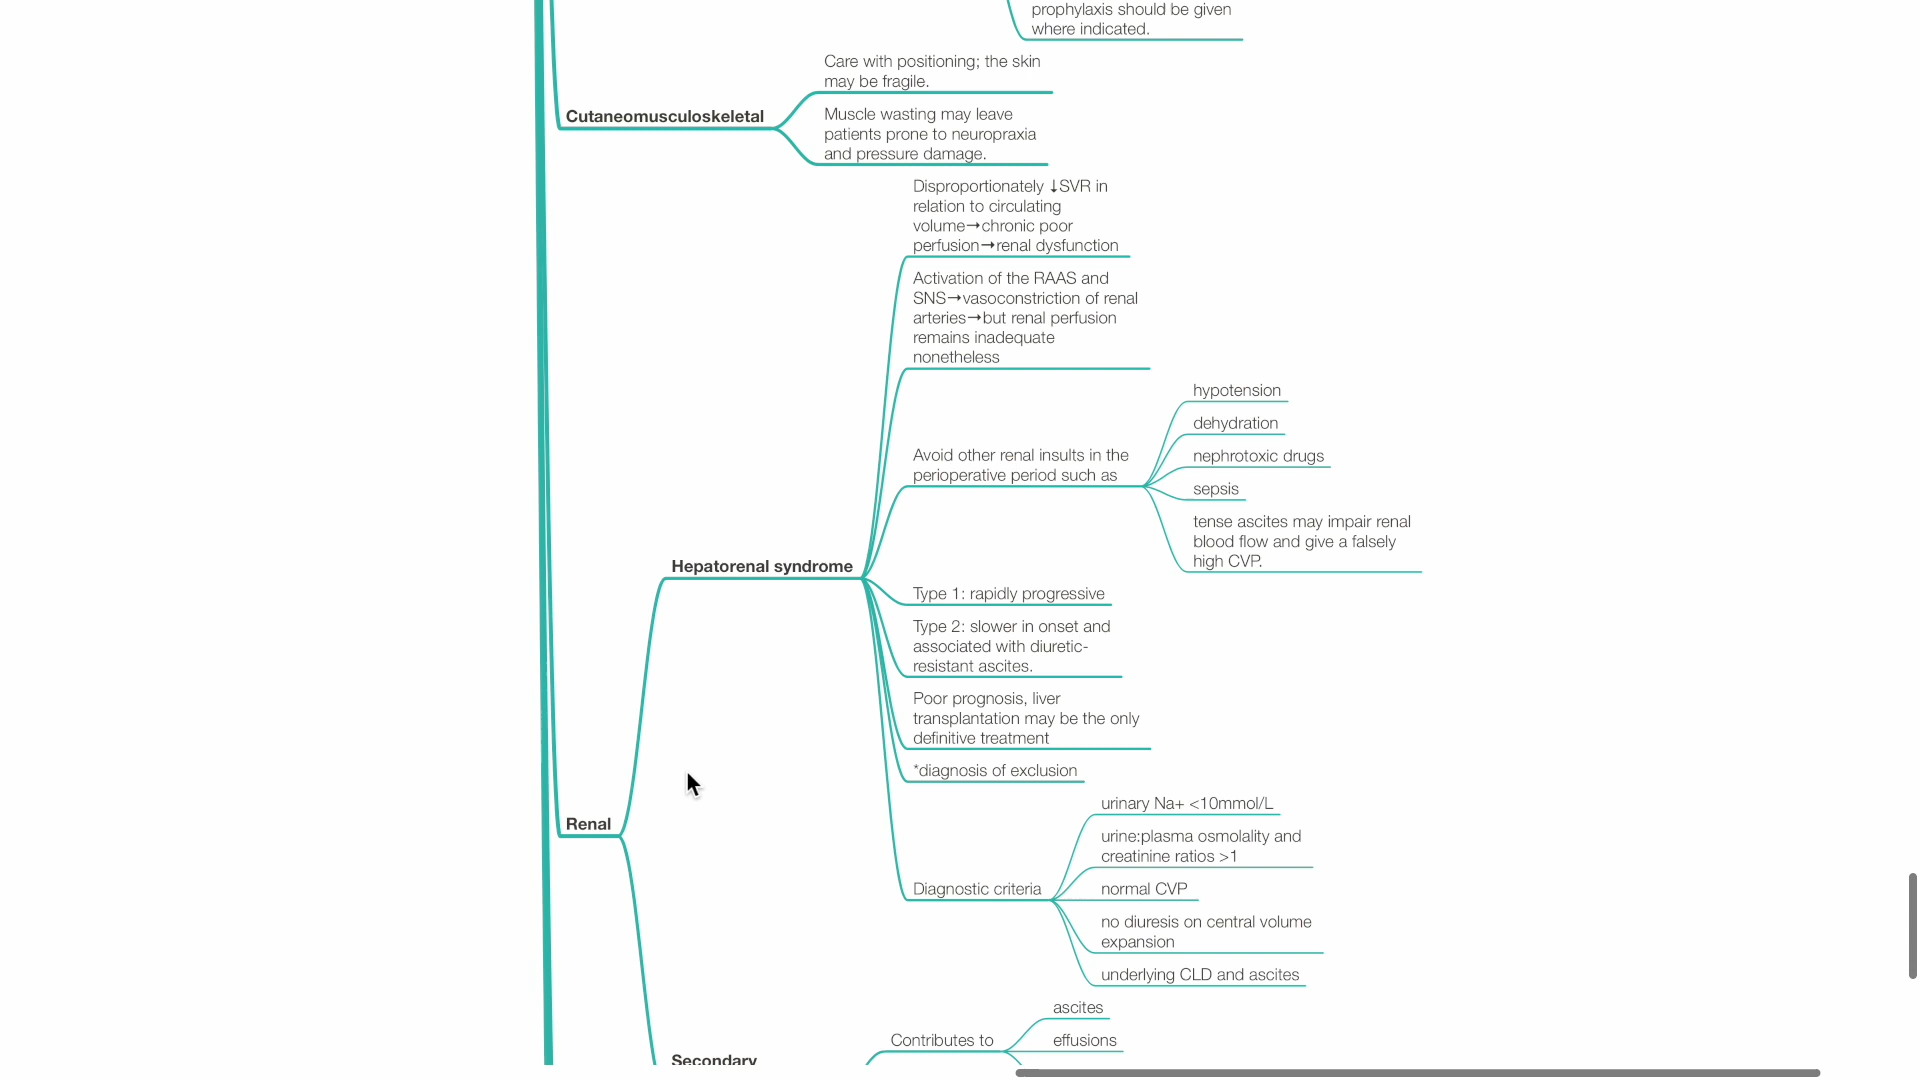 prophylaxis should be given
where indicated.
Care with positioning; the skin
may be fragile.
Cutaneomusculoskeletal
Muscle wasting may leave
patients prone to neuropraxia
and pressure damage.
Disproportionately ↓SVR in
relation to circulating
volume→chronic poor
perfusion→renal dysfunction
Activation of the RAAS and
SNS→vasoconstriction of renal
arteries→but renal perfusion
remains inadequate
nonetheless
Avoid other renal insults in the
perioperative period such as
hypotension
dehydration
nephrotoxic drugs
sepsis
tense ascites may impair renal
blood flow and give a falsely
high CVP.
Hepatorenal syndrome
Type 1: rapidly progressive
Type 2: slower in onset and
associated with diuretic-
resistant ascites.
Poor prognosis, liver
transplantation may be the only
definitive treatment
*diagnosis of exclusion
Renal
Diagnostic criteria
urinary Na+ <10mmol/L
urine:plasma osmolality and
creatinine ratios >1
normal CVP
no diuresis on central volume
expansion
underlying CLD and ascites
Secondary
Contributes to
ascites
effusions